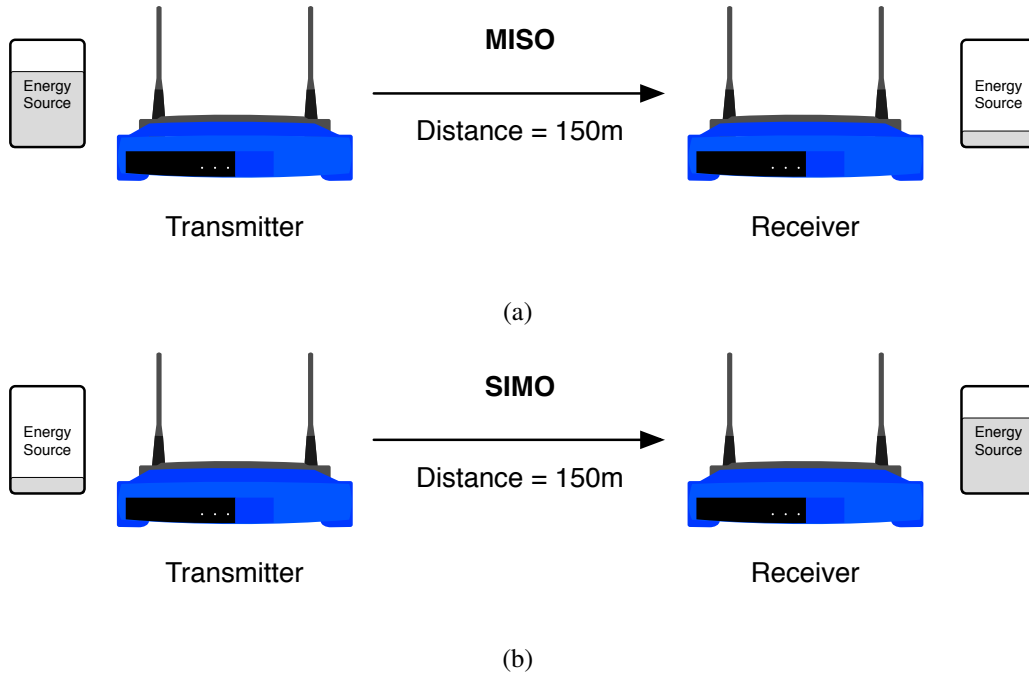 MISO
Energy
Source
Energy
Source
Distance = 150m
Transmitter
Receiver
(a)
SIMO
Energy
Source
Energy
Source
Distance = 150m
Transmitter
Receiver
(b)